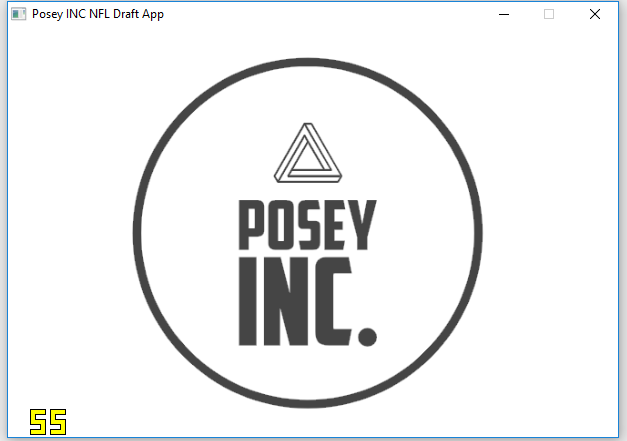 Posey INC NFL Draft App
POSEY
INC.
55